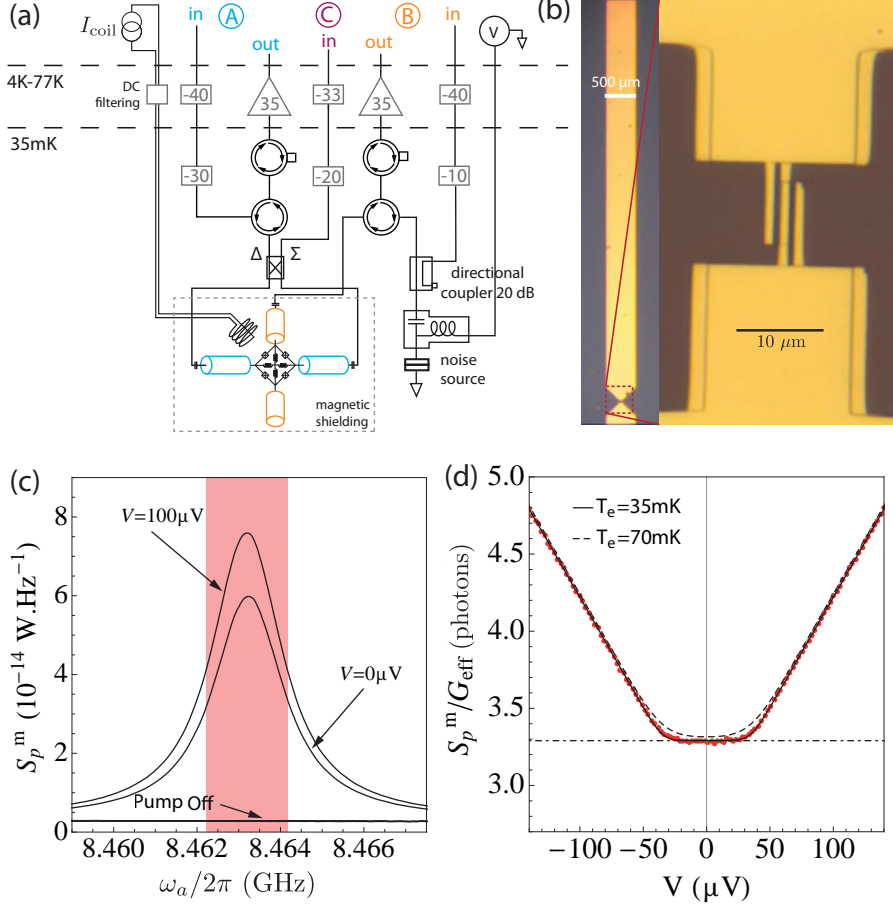 (a)
I_coil
in
A
out
C
in
B
out
in
V
4K-77K
DC
filtering
-40
35
-33
35
-40
35mK
-30
-20
-10
Δ
Σ
directional
coupler 20 dB
noise
source
magnetic
shielding
(b)
500 μm
10 μm
(c)
V=100μV
V=0μV
Pump Off
S_p^m (10^-14 W.Hz^-1)
8
6
4
2
0
8.460
8.462
8.464
8.466
ω_a/2π (GHz)
(d)
T_e=35mK
T_e=70mK
S_p^m/G_eff (photons)
5.0
4.5
4.0
3.5
3.0
−100
−50
0
50
100
V (μV)